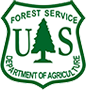 FOREST SERVICE
U S
DEPARTMENT OF AGRICULTURE